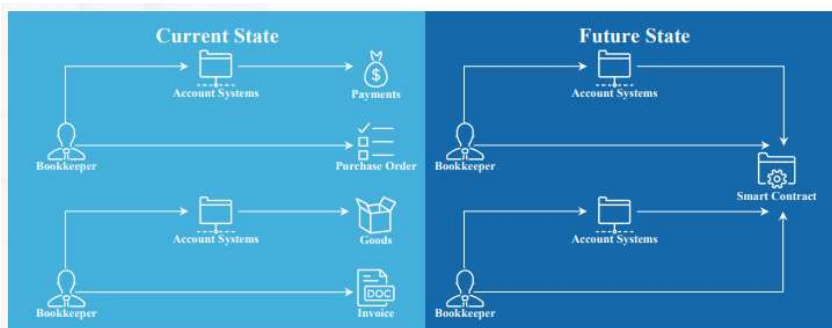 Current State
Future State
Account Systems
Payments
Account Systems
Bookkeeper
Purchase Order
Bookkeeper
Smart Contract
Account Systems
Goods
Account Systems
Bookkeeper
DOC
Invoice
Bookkeeper
$